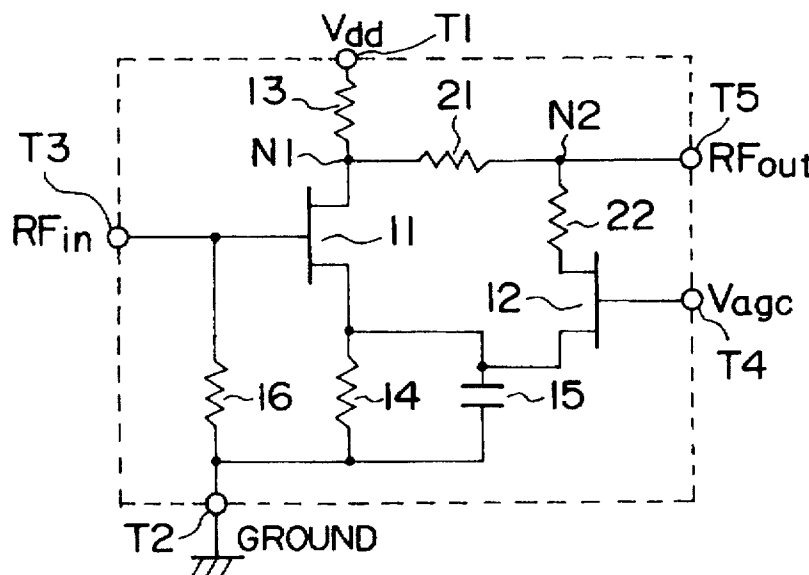 Vdd T1
13
21
N2
T5
T3
N1
RFout
RFin
11
22
12
Vagc
16
14
15
T4
T2
GROUND